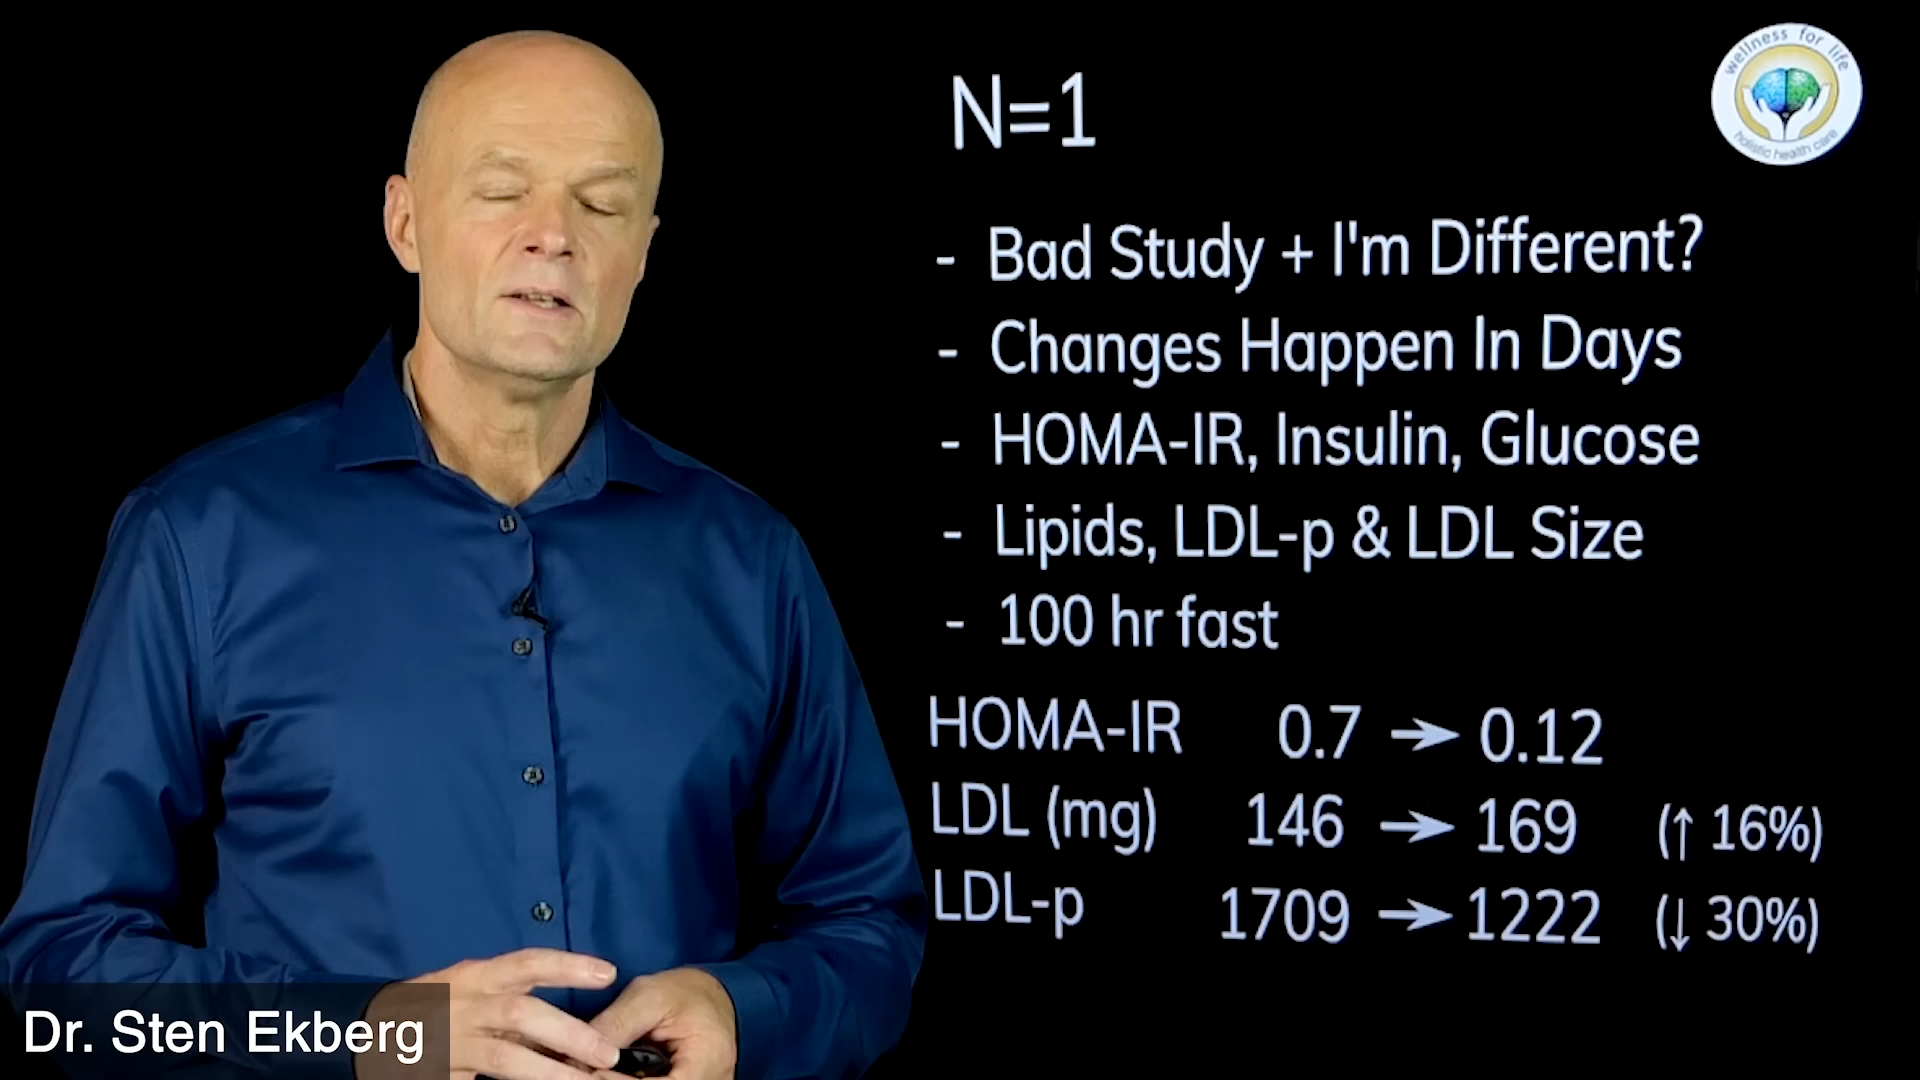 N=1
wellness for life
holistic health care
- Bad Study + I'm Different?
- Changes Happen In Days
- HOMA-IR, Insulin, Glucose
- Lipids, LDL-p & LDL Size
- 100 hr fast
HOMA-IR 0.7 → 0.12
LDL (mg) 146 → 169 (↑ 16%)
LDL-p 1709 → 1222 (↓ 30%)
Dr. Sten Ekberg